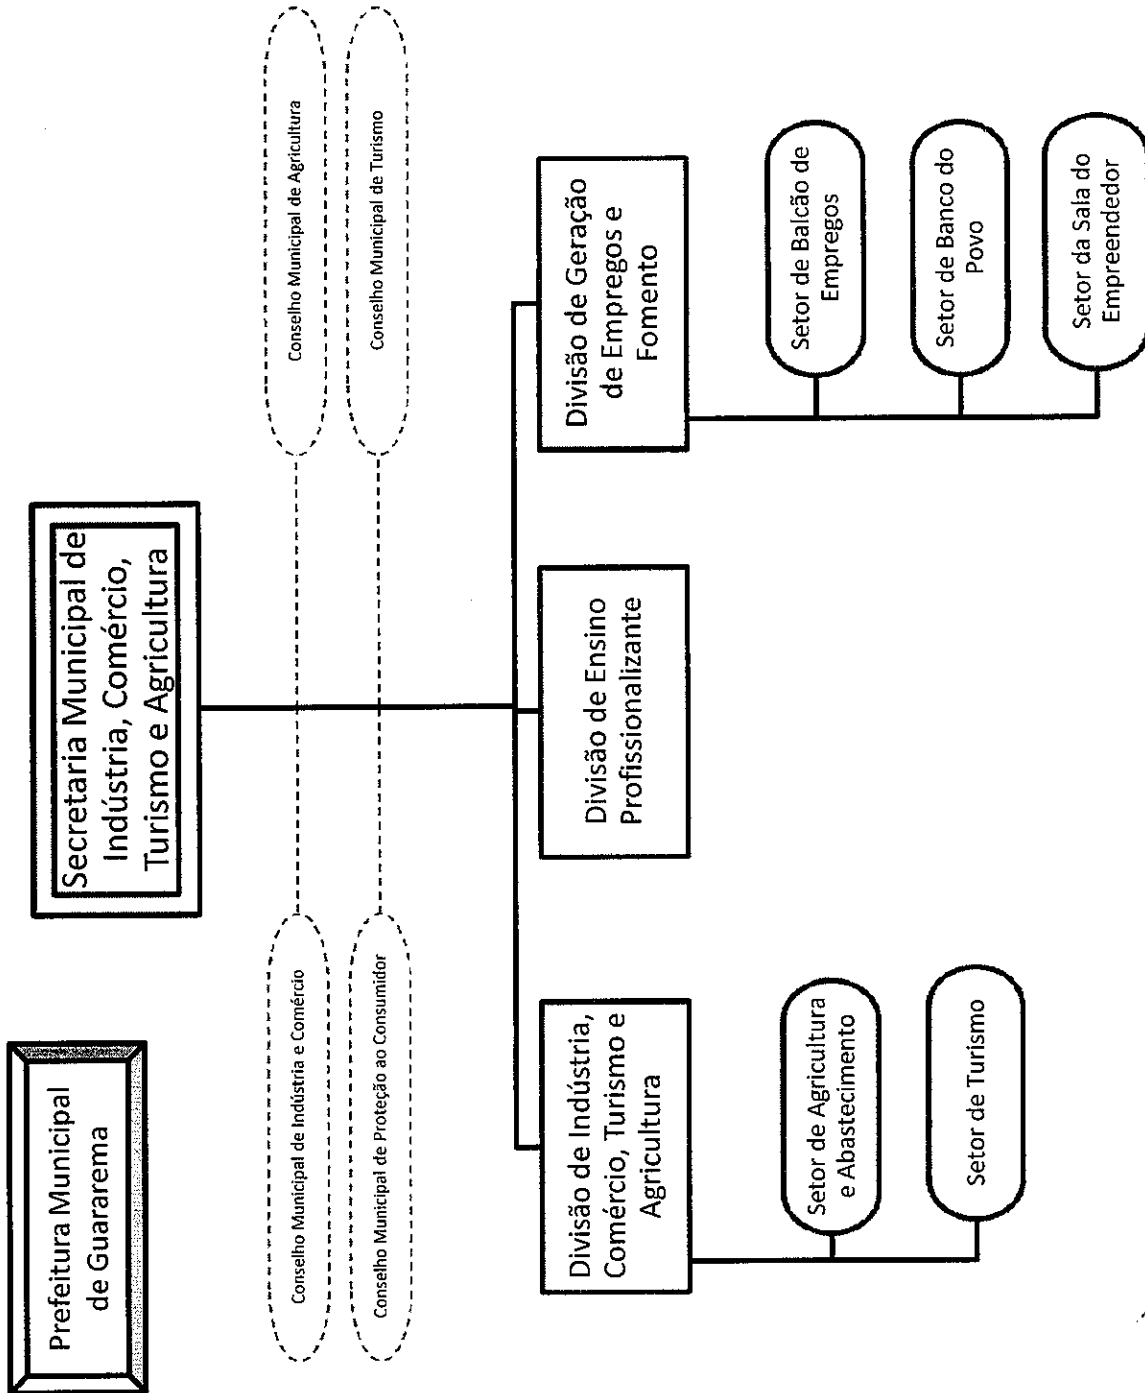 Prefeitura Municipal
de Guararema
Secretaria Municipal de
Indústria, Comércio,
Turismo e Agricultura
Conselho Municipal de Indústria e Comércio
Conselho Municipal de Agricultura
Conselho Municipal de Proteção ao Consumidor
Conselho Municipal de Turismo
Divisão de Indústria,
Comércio, Turismo e
Agricultura
Divisão de Ensino
Profissionalizante
Divisão de Geração
de Empregos e
Fomento
Setor de Agricultura
e Abastecimento
Setor de Turismo
Setor de Balcão de
Empregos
Setor de Banco do
Povo
Setor da Sala do
Empreendedor